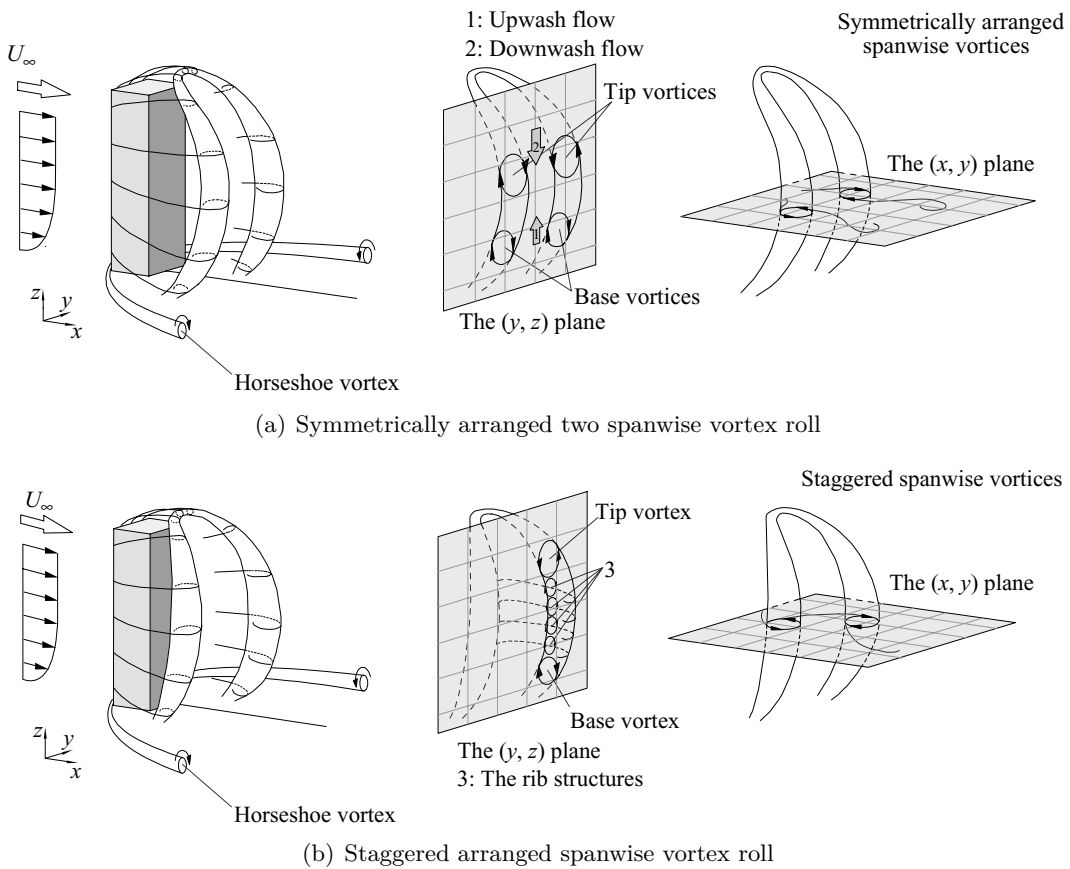 U∞
z
y
x
Horseshoe vortex
1: Upwash flow
2: Downwash flow
Tip vortices
2
1
Base vortices
The (y, z) plane
Symmetrically arranged
spanwise vortices
The (x, y) plane
(a) Symmetrically arranged two spanwise vortex roll
U∞
z
y
x
Horseshoe vortex
Tip vortex
3
Base vortex
The (y, z) plane
3: The rib structures
Staggered spanwise vortices
The (x, y) plane
(b) Staggered arranged spanwise vortex roll